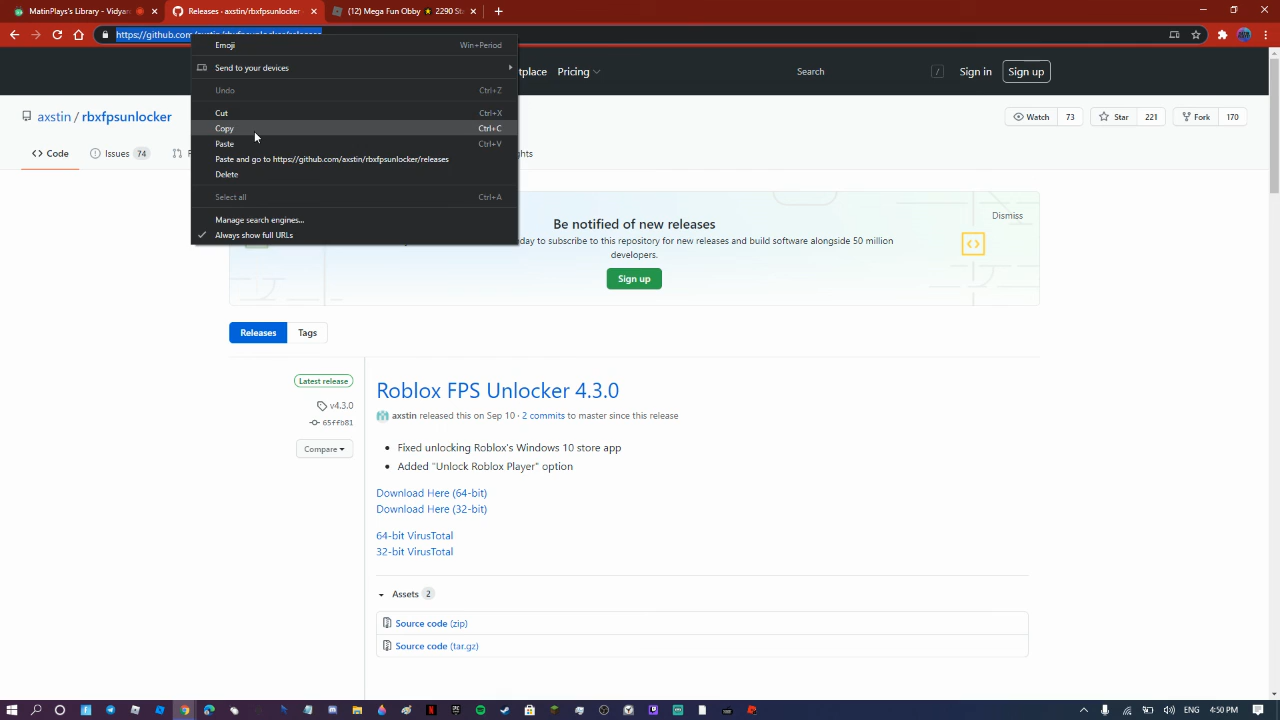 MatinPlays's Library - Vidyar
Releases · axstin/rbxfpsunlocker
(12) Mega Fun Obby ⭐ 2290 St
https://github.com/axstin/rbxfpsunlocker/releases
Emoji Win+Period
Send to your devices
Undo Ctrl+Z
Cut Ctrl+X
Copy Ctrl+C
Paste Ctrl+V
Paste and go to https://github.com/axstin/rbxfpsunlocker/releases
Delete
Select all Ctrl+A
Manage search engines...
Always show full URLs
tplace Pricing Search / Sign in Sign up
axstin / rbxfpsunlocker Watch 73 Star 221 Fork 170
Code Issues 74 P hts
Be notified of new releases Dismiss
day to subscribe to this repository for new releases and build software alongside 50 million
developers.
Sign up
Releases Tags
Latest release
v4.3.0
65ffb81
Compare
Roblox FPS Unlocker 4.3.0
axstin released this on Sep 10 · 2 commits to master since this release
• Fixed unlocking Roblox's Windows 10 store app
• Added "Unlock Roblox Player" option
Download Here (64-bit)
Download Here (32-bit)
64-bit VirusTotal
32-bit VirusTotal
Assets 2
Source code (zip)
Source code (tar.gz)
ENG 4:50 PM